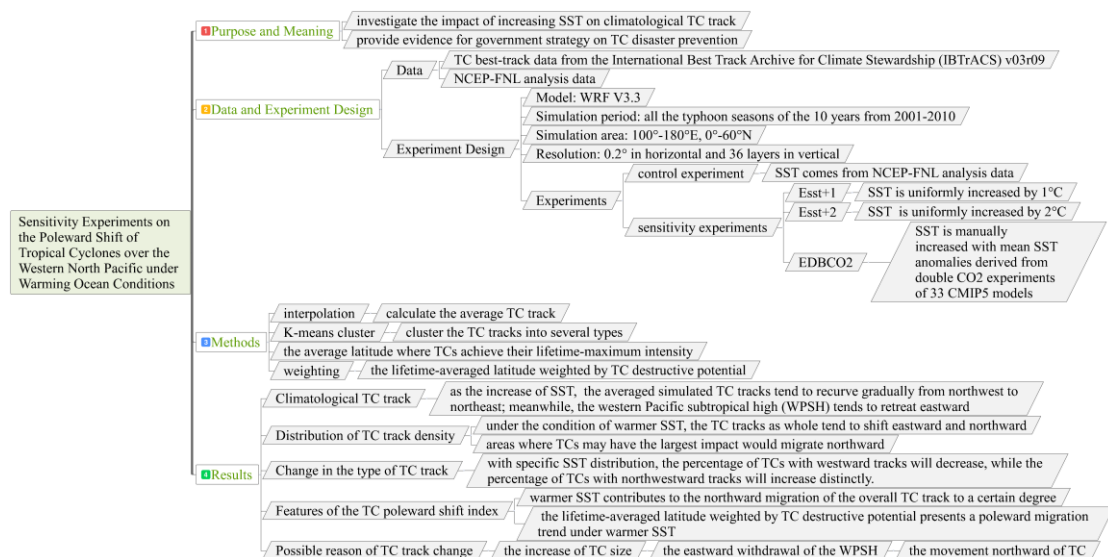 Sensitivity Experiments on
the Poleward Shift of
Tropical Cyclones over the
Western North Pacific under
Warming Ocean Conditions
1 Purpose and Meaning
investigate the impact of increasing SST on climatological TC track
provide evidence for government strategy on TC disaster prevention
2 Data and Experiment Design
Data
TC best-track data from the International Best Track Archive for Climate Stewardship (IBTrACS) v03r09
NCEP-FNL analysis data
Experiment Design
Model: WRF V3.3
Simulation period: all the typhoon seasons of the 10 years from 2001-2010
Simulation area: 100°-180°E, 0°-60°N
Resolution: 0.2° in horizontal and 36 layers in vertical
Experiments
control experiment
SST comes from NCEP-FNL analysis data
sensitivity experiments
Esst+1
SST is uniformly increased by 1°C
Esst+2
SST is uniformly increased by 2°C
EDBCO2
SST is manually
increased with mean SST
anomalies derived from
double CO2 experiments
of 33 CMIP5 models
3 Methods
interpolation
calculate the average TC track
K-means cluster
cluster the TC tracks into several types
the average latitude where TCs achieve their lifetime-maximum intensity
weighting
the lifetime-averaged latitude weighted by TC destructive potential
4 Results
Climatological TC track
as the increase of SST, the averaged simulated TC tracks tend to recurve gradually from northwest to
northeast; meanwhile, the western Pacific subtropical high (WPSH) tends to retreat eastward
Distribution of TC track density
under the condition of warmer SST, the TC tracks as whole tend to shift eastward and northward
areas where TCs may have the largest impact would migrate northward
Change in the type of TC track
with specific SST distribution, the percentage of TCs with westward tracks will decrease, while the
percentage of TCs with northwestward tracks will increase distinctly.
Features of the TC poleward shift index
warmer SST contributes to the northward migration of the overall TC track to a certain degree
the lifetime-averaged latitude weighted by TC destructive potential presents a poleward migration
trend under warmer SST
Possible reason of TC track change
the increase of TC size
the eastward withdrawal of the WPSH
the movement northward of TC